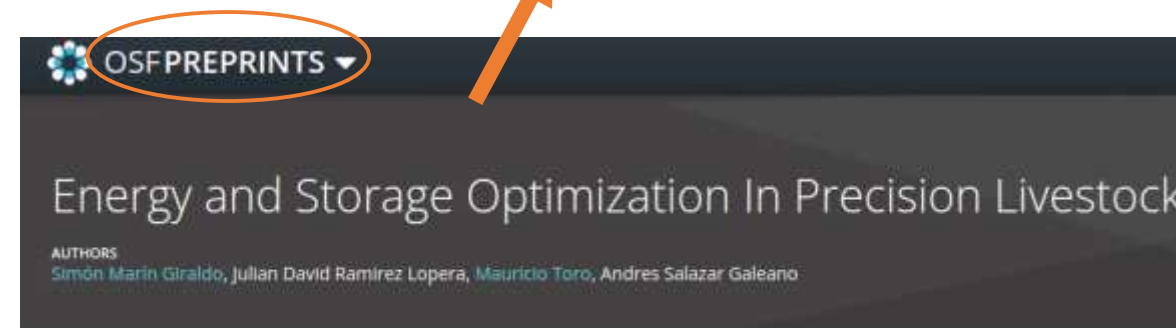 OSFPREPRINTS
Energy and Storage Optimization In Precision Livestock
AUTHORS
Simón Marín Giraldo, Julian David Ramirez Lopera, Mauricio Toro, Andres Salazar Galeano